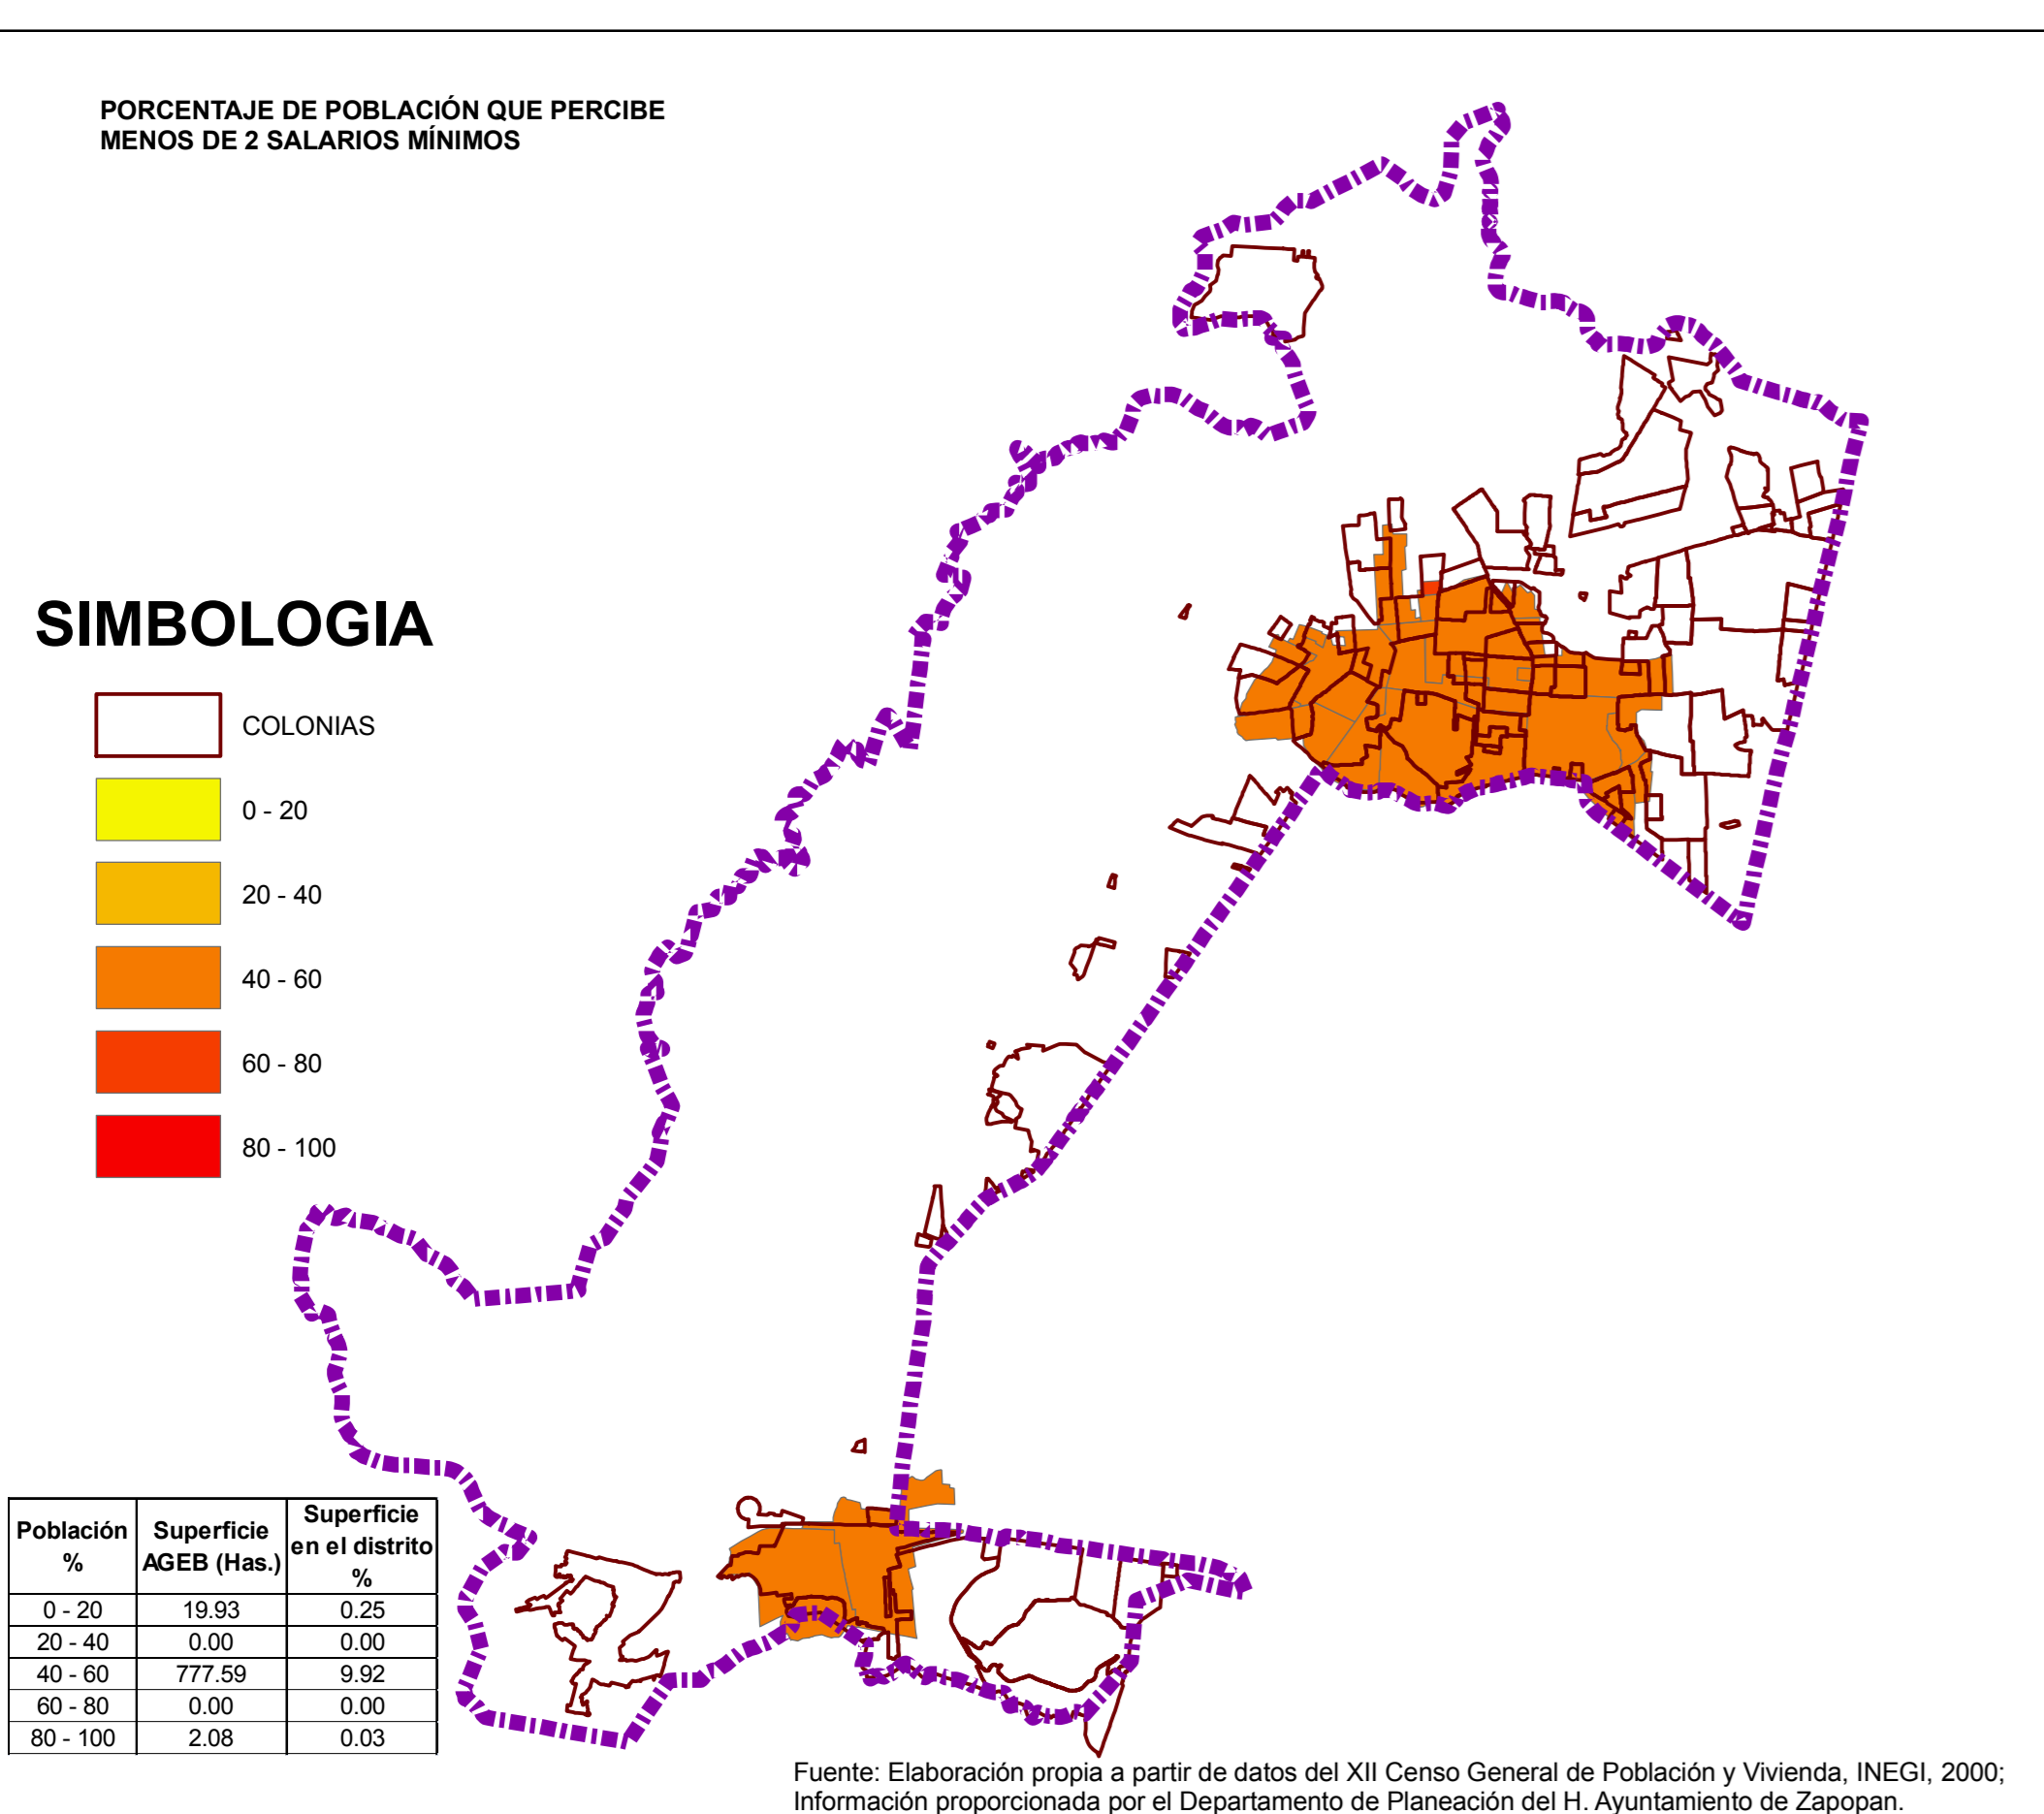 PORCENTAJE DE POBLACIÓN QUE PERCIBE
MENOS DE 2 SALARIOS MÍNIMOS
SIMBOLOGIA
COLONIAS
0 - 20
20 - 40
40 - 60
60 - 80
80 - 100
Población % Superficie AGEB (Has.) Superficie en el distrito %
0 - 20 19.93 0.25
20 - 40 0.00 0.00
40 - 60 777.59 9.92
60 - 80 0.00 0.00
80 - 100 2.08 0.03
Fuente: Elaboración propia a partir de datos del XII Censo General de Población y Vivienda, INEGI, 2000;
Información proporcionada por el Departamento de Planeación del H. Ayuntamiento de Zapopan.